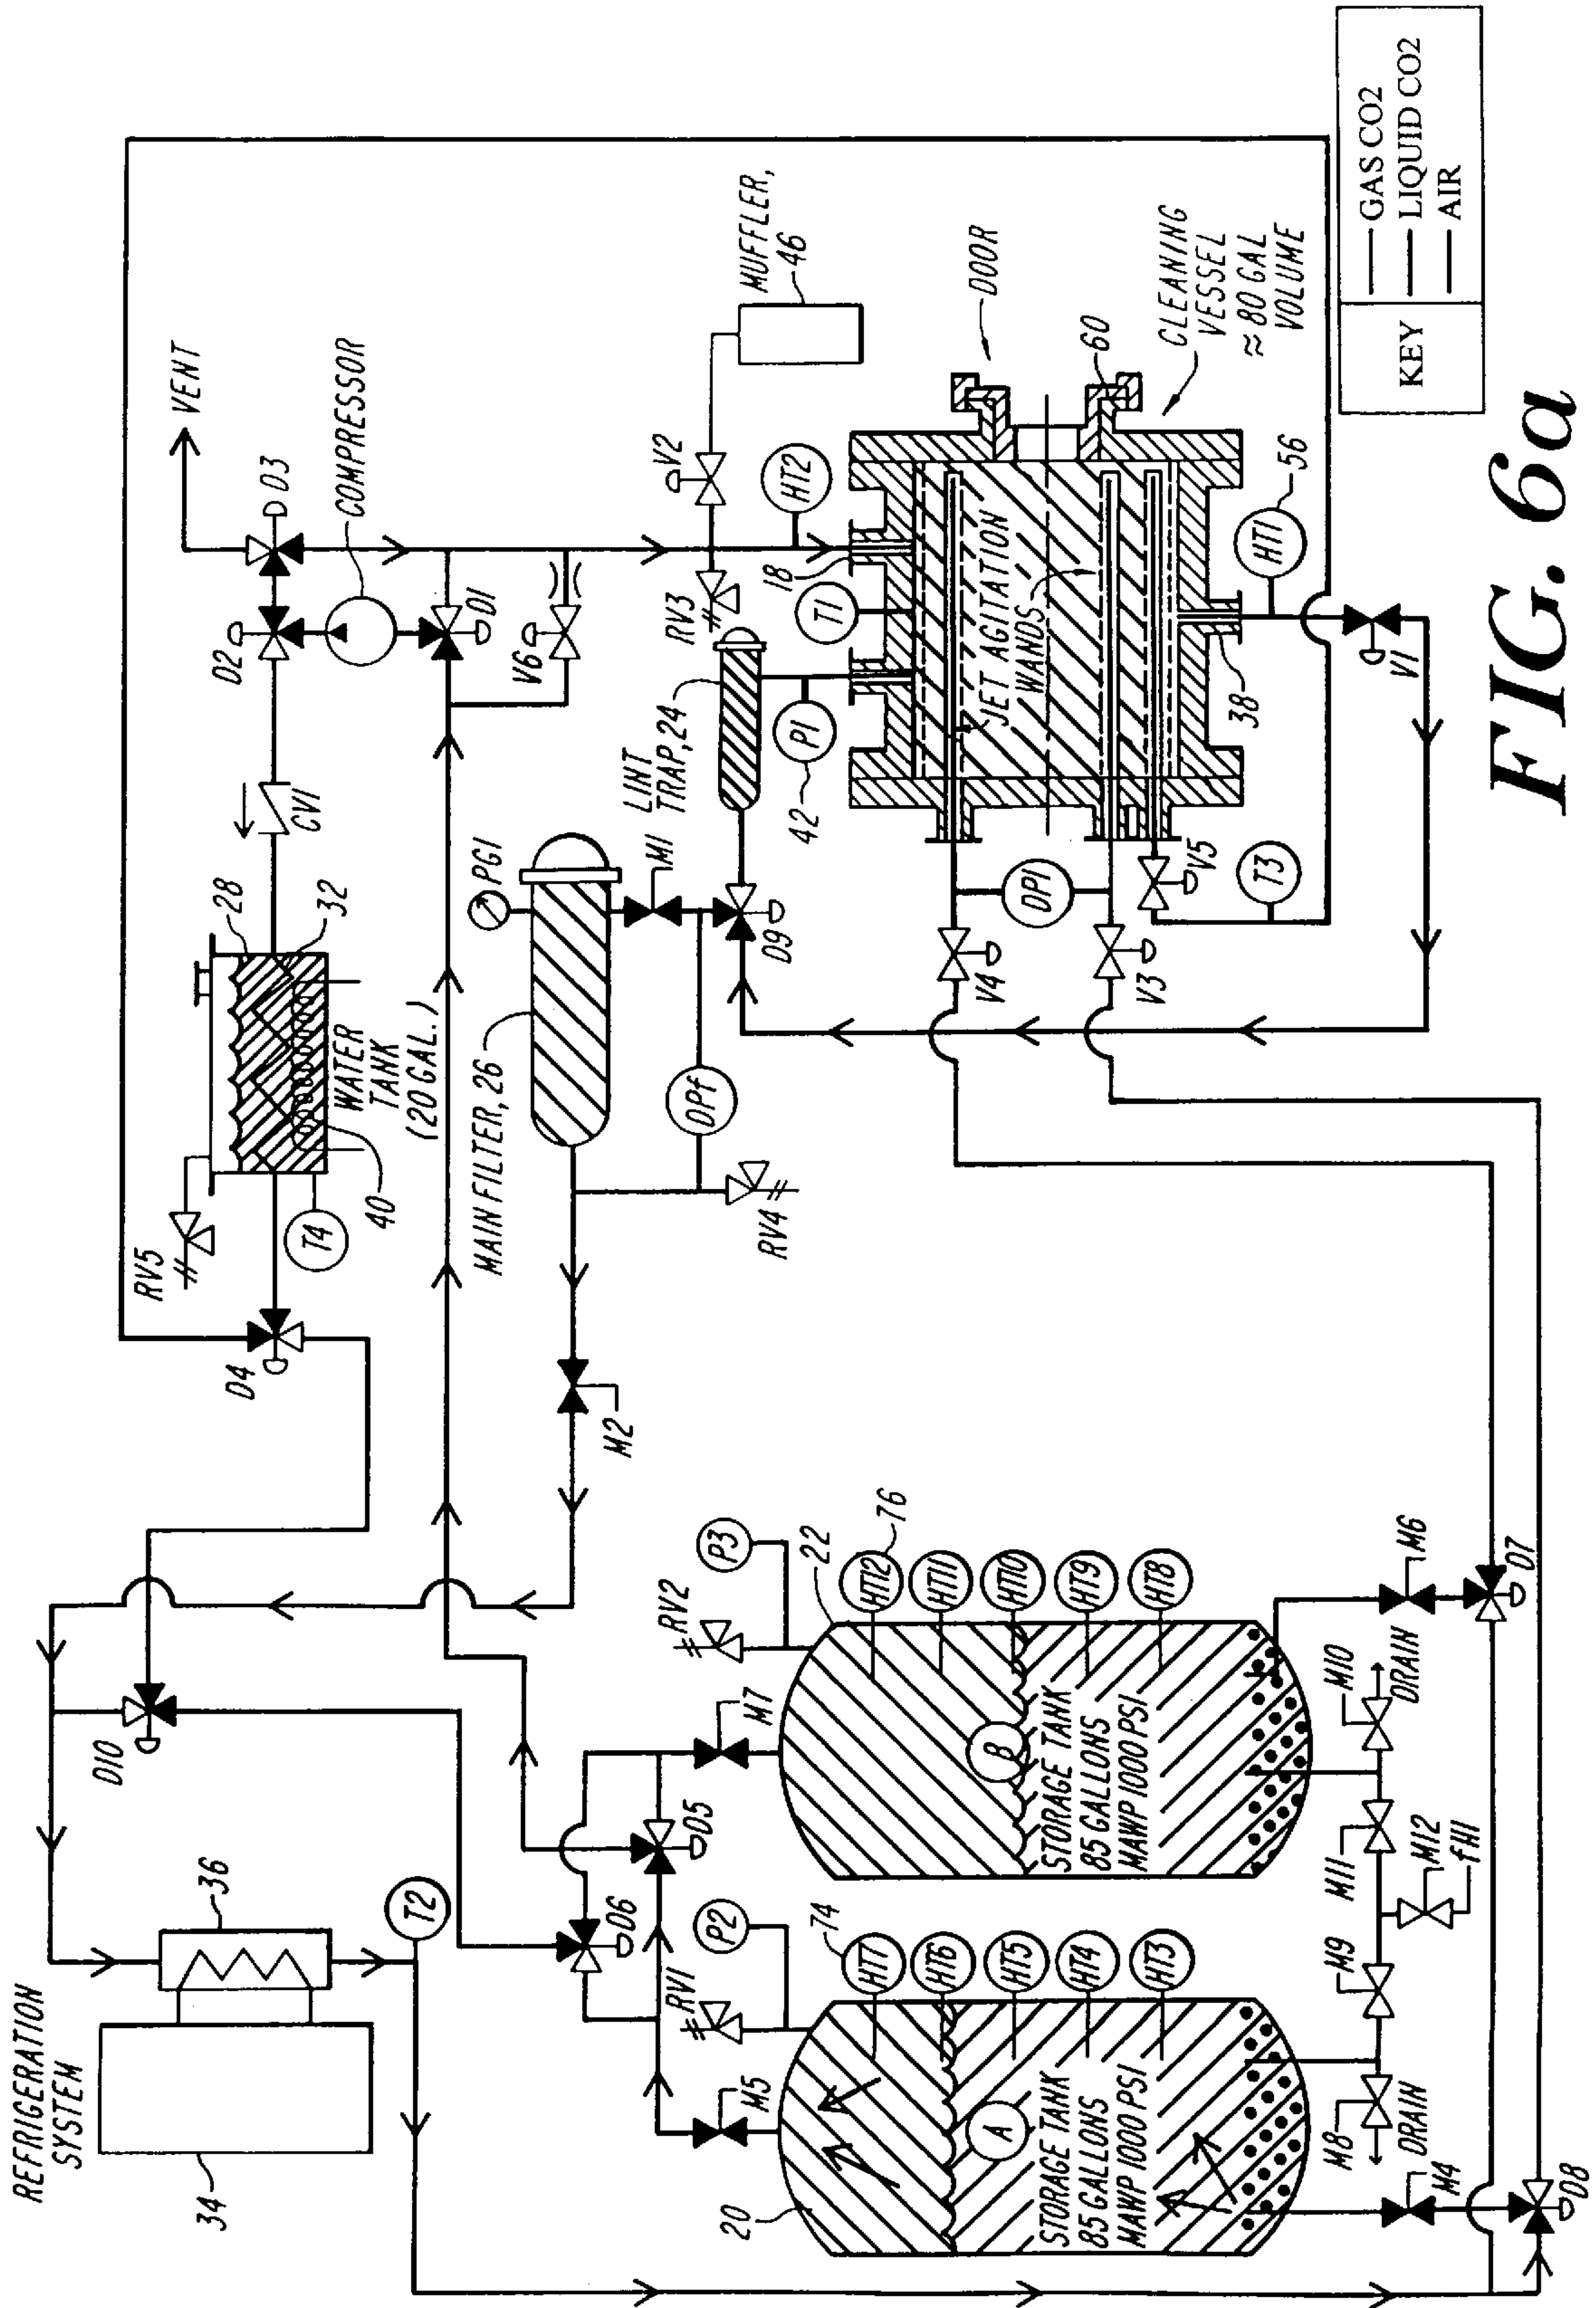 REFRIGERATION
SYSTEM
34
36
T2
D10
D4
RV5
T4
40
28
32
WATER
TANK
(20 GAL.)
CV1
D2
D3
VENT
COMPRESSOR
D1
V6
MAIN FILTER, 26
PG1
M1
LINT
TRAP, 24
DPf
RV4
M2
D9
RV3
V2
MUFFLER,
46
HT2
18
T1
P1
42
JET AGITATION
WANDS
DOOR
60
CLEANING
VESSEL
≈ 80 GAL
VOLUME
HT1
56
38
V1
DP1
V4
V3
V5
T3
D6
D5
M5
M7
RV1
P2
RV2
P3
20
22
74
76
HT7
HT6
HT5
HT4
HT3
HT12
HT11
HT10
HT9
HT8
A
STORAGE TANK
85 GALLONS
MAWP 1000 PSI
B
STORAGE TANK
85 GALLONS
MAWP 1000 PSI
M8
DRAIN
M9
M11
M12
fH1
M10
DRAIN
M4
M6
D8
D7
KEY
GAS CO2
LIQUID CO2
AIR
FIG. 6a